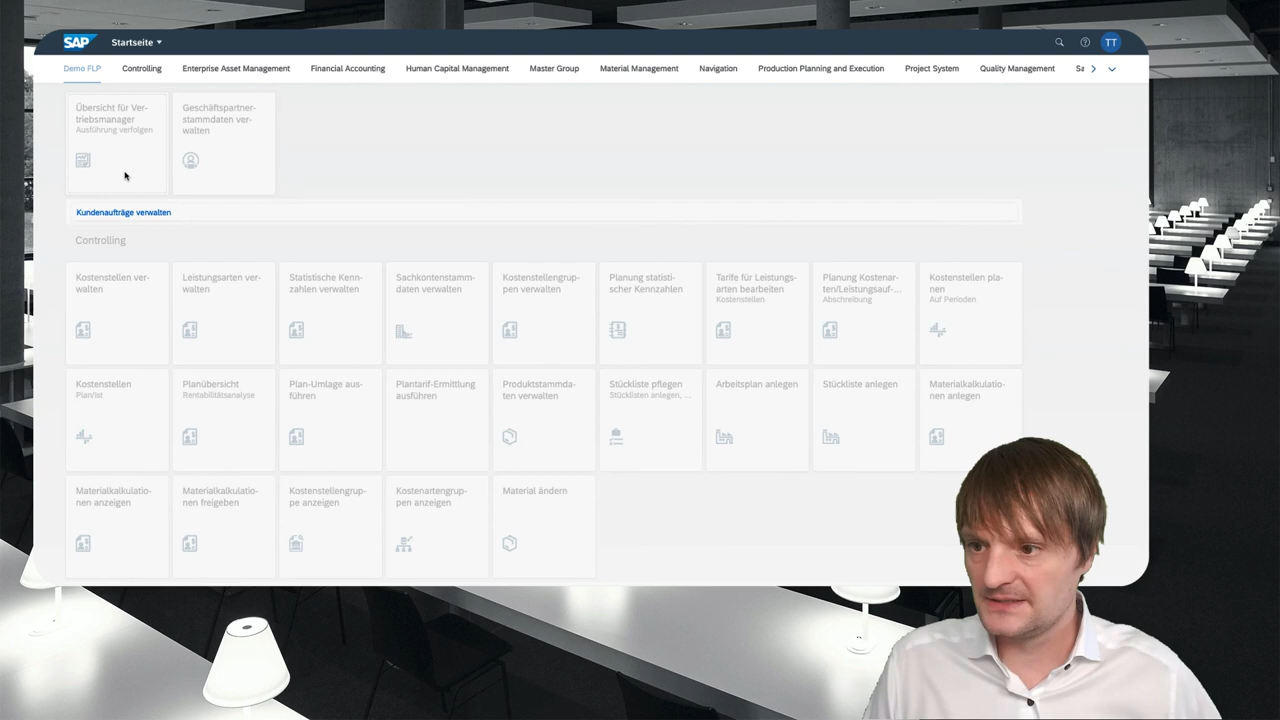 SAP Startseite
TT
Demo FLP Controlling Enterprise Asset Management Financial Accounting Human Capital Management Master Group Material Management Navigation Production Planning and Execution Project System Quality Management Sa
Übersicht für Ver-
triebsmanager
Ausführung verfolgen
Geschäftspartner-
stammdaten ver-
walten
Kundenaufträge verwalten
Controlling
Kostenstellen ver-
walten
Leistungsarten ver-
walten
Statistische Kenn-
zahlen verwalten
Sachkontenstamm-
daten verwalten
Kostenstellengrup-
pen verwalten
Planung statisti-
scher Kennzahlen
Tarife für Leistungs-
arten bearbeiten
Kostenstellen
Planung Kostenar-
ten/Leistungsauf-...
Abschreibung
Kostenstellen pla-
nen
Auf Perioden
Kostenstellen
Plan/Ist
Planübersicht
Rentabilitätsanalyse
Plan-Umlage aus-
führen
Plantarif-Ermittlung
ausführen
Produktstammda-
ten verwalten
Stückliste pflegen
Stücklisten anlegen, ...
Arbeitsplan anlegen
Stückliste anlegen
Materialkalkulatio-
nen anlegen
Materialkalkulatio-
nen anzeigen
Materialkalkulatio-
nen freigeben
Kostenstellengrup-
pe anzeigen
Kostenartengrup-
pen anzeigen
Material ändern